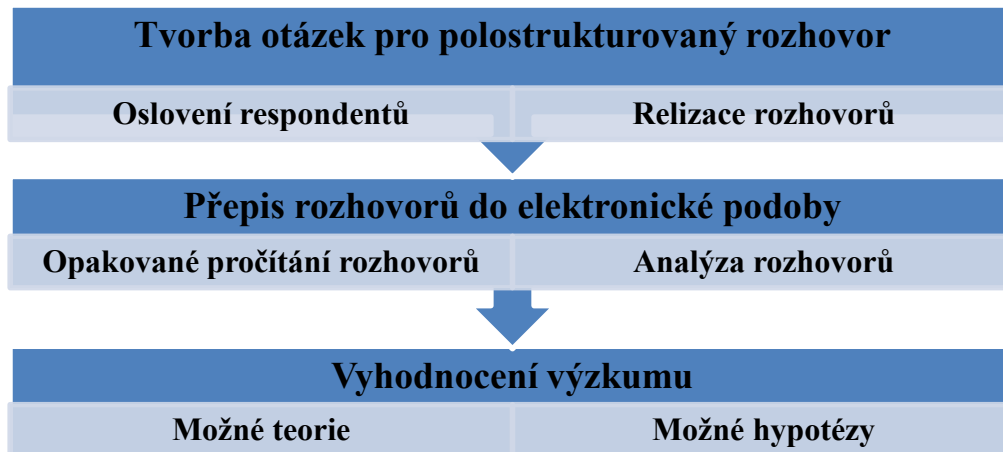 Tvorba otázek pro polostrukturovaný rozhovor
Oslovení respondentů
Relizace rozhovorů
Přepis rozhovorů do elektronické podoby
Opakované pročítání rozhovorů
Analýza rozhovorů
Vyhodnocení výzkumu
Možné teorie
Možné hypotézy